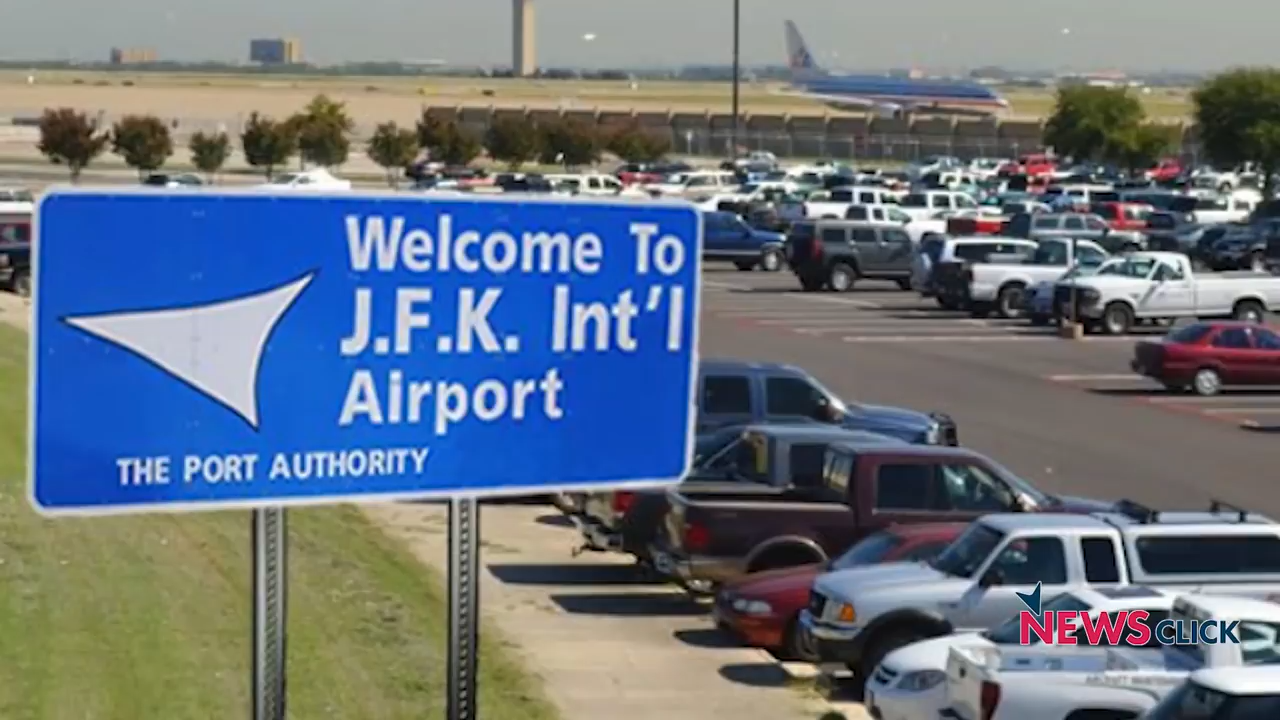 Welcome To
J.F.K. Int'l
Airport
THE PORT AUTHORITY
NEWSCLICK